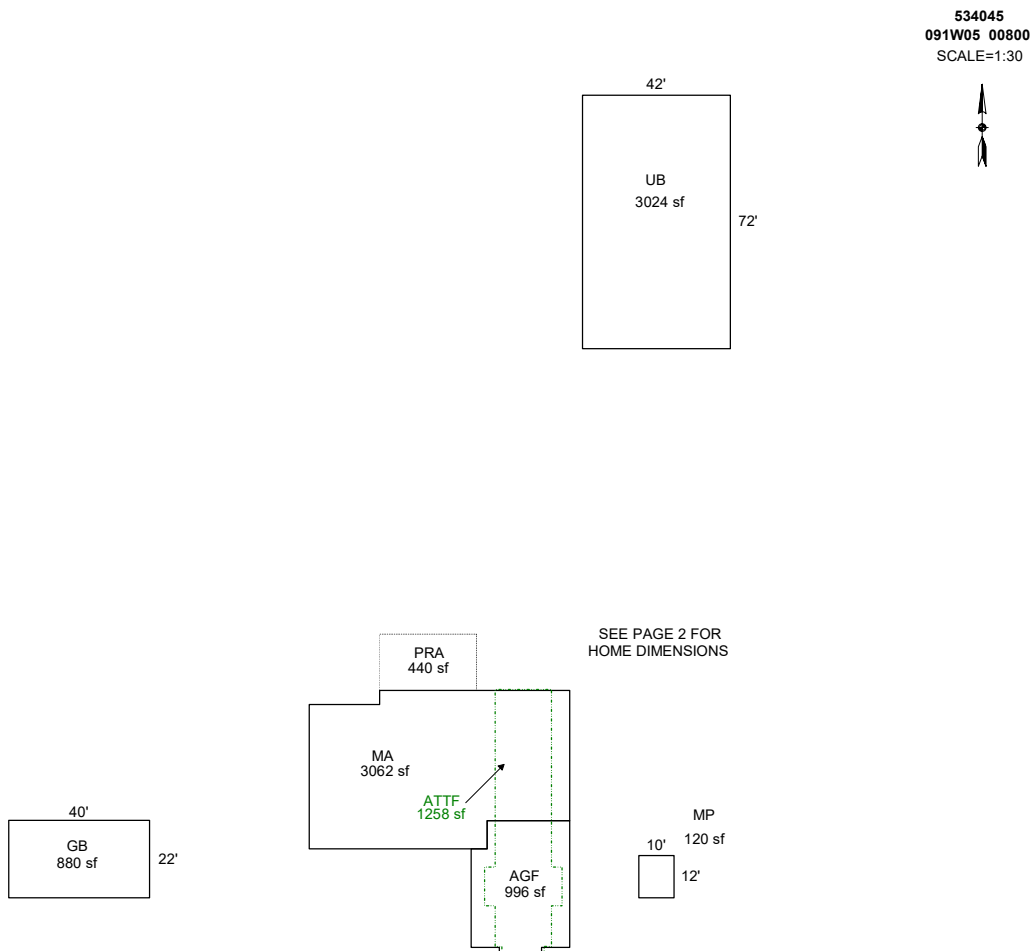 534045
091W05 00800
SCALE=1:30
42'
UB
3024 sf
72'
SEE PAGE 2 FOR
HOME DIMENSIONS
PRA
440 sf
MA
3062 sf
ATTF
1258 sf
40'
GB
880 sf
22'
MP
120 sf
10'
12'
AGF
996 sf